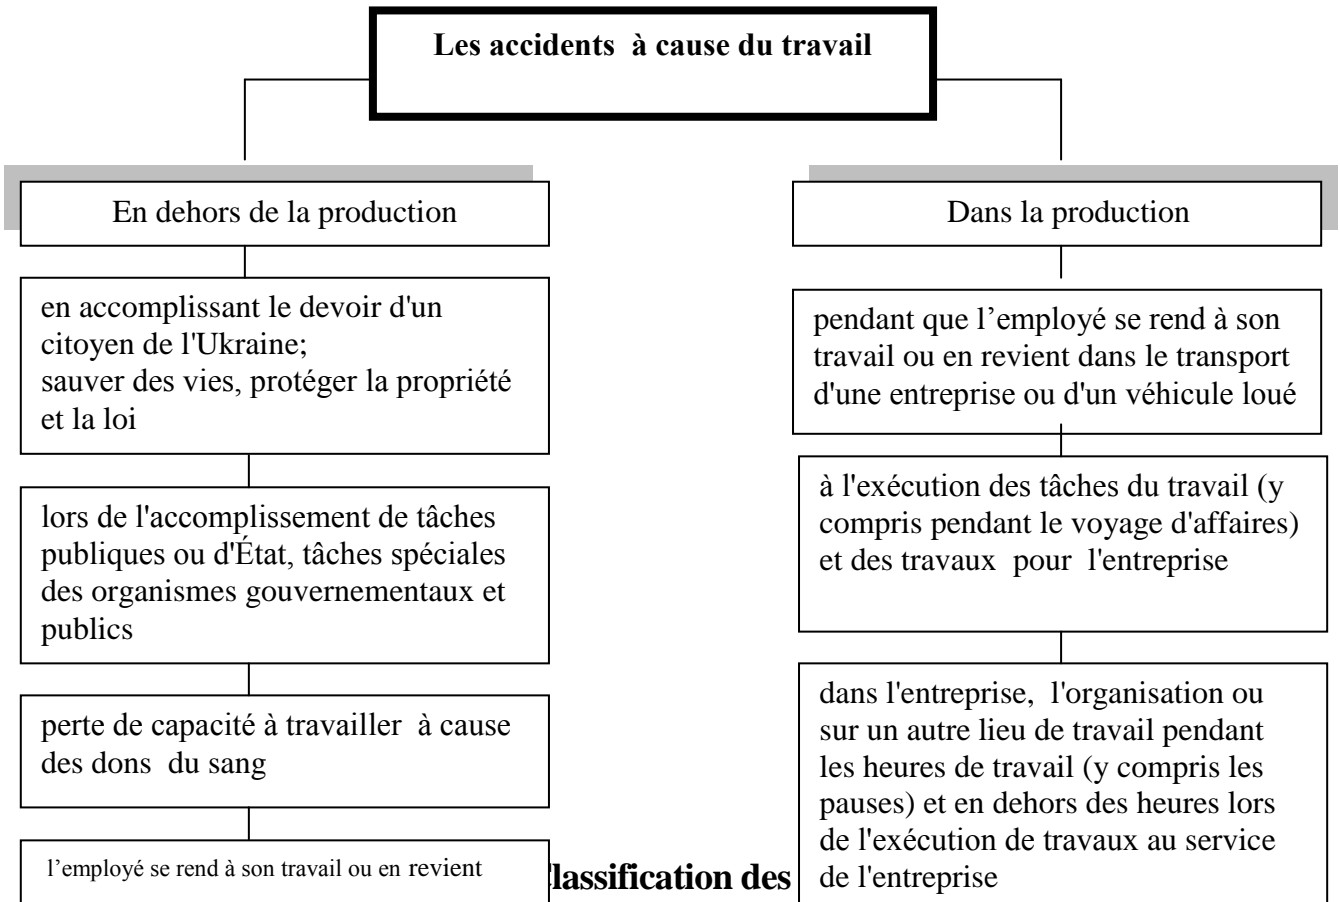 Les accidents à cause du travail
En dehors de la production
en accomplissant le devoir d'un
citoyen de l'Ukraine;
sauver des vies, protéger la propriété
et la loi
lors de l'accomplissement de tâches
publiques ou d'État, tâches spéciales
des organismes gouvernementaux et
publics
perte de capacité à travailler à cause
des dons du sang
l’employé se rend à son travail ou en revient
Dans la production
pendant que l’employé se rend à son
travail ou en revient dans le transport
d'une entreprise ou d'un véhicule loué
à l'exécution des tâches du travail (y
compris pendant le voyage d'affaires)
et des travaux pour l'entreprise
dans l'entreprise, l'organisation ou
sur un autre lieu de travail pendant
les heures de travail (y compris les
pauses) et en dehors des heures lors
de l'exécution de travaux au service
de l'entreprise
lassification des